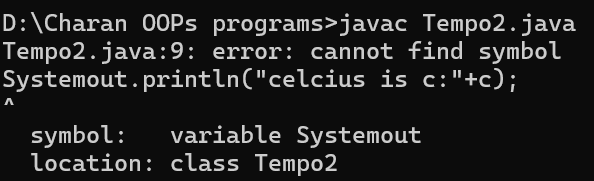 D:\Charan OOPs programs>javac Tempo2.java
Tempo2.java:9: error: cannot find symbol
Systemout.println("celcius is c:"+c);
^
  symbol:   variable Systemout
  location: class Tempo2